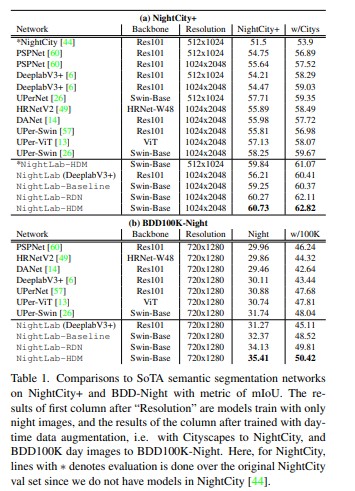 (a) NightCity+
Network Backbone Resolution NightCity+ w/Citys
*NightCity [44] Res101 512x1024 51.5 53.9
PSPNet [60] Res101 512x1024 54.75 56.89
PSPNet [60] Res101 1024x2048 55.64 57.52
DeeplabV3+ [6] Res101 512x1024 54.21 58.29
DeeplabV3+ [6] Res101 1024x2048 54.47 59.03
UPerNet [26] Swin-Base 512x1024 57.71 59.35
HRNetV2 [49] HRNet-W48 1024x2048 55.89 58.49
DANet [14] Res101 1024x2048 55.98 57.72
UPer-Swin [57] Res101 1024x2048 55.81 56.98
UPer-ViT [13] ViT 1024x2048 57.13 58.07
UPer-Swin [26] Swin-Base 1024x2048 58.25 59.67
*NightLab-HDM Swin-Base 512x1024 59.84 61.07
NightLab (DeeplabV3+) Res101 1024x2048 56.21 60.41
NightLab-Baseline Swin-Base 1024x2048 59.25 60.37
NightLab-RDN Swin-Base 1024x2048 60.27 62.11
NightLab-HDM Swin-Base 1024x2048 60.73 62.82
(b) BDD100K-Night
Network Backbone Resolution Night w/100K
PSPNet [60] Res101 720x1280 29.96 46.24
HRNetV2 [49] HRNet-W48 720x1280 29.86 44.32
DANet [14] Res101 720x1280 29.46 42.64
DeeplabV3+ [6] Res101 720x1280 30.11 43.44
UPerNet [57] Res101 720x1280 30.88 47.68
UPer-ViT [13] ViT 720x1280 30.74 47.81
UPer-Swin [26] Swin-Base 720x1280 31.74 48.04
NightLab (DeeplabV3+) Res101 720x1280 31.27 45.11
NightLab-Baseline Swin-Base 720x1280 32.37 48.52
NightLab-RDN Swin-Base 720x1280 34.13 49.81
NightLab-HDM Swin-Base 720x1280 35.41 50.42
Table 1. Comparisons to SoTA semantic segmentation networks
on NightCity+ and BDD-Night with metric of mIoU. The re-
sults of first column after “Resolution” are models train with only
night images, and the results of the column after trained with day-
time data augmentation, i.e. with Cityscapes to NightCity, and
BDD100K day images to BDD100K-Night. Here, for NightCity,
lines with * denotes evaluation is done over the original NightCity
val set since we do not have models in NightCity [44].